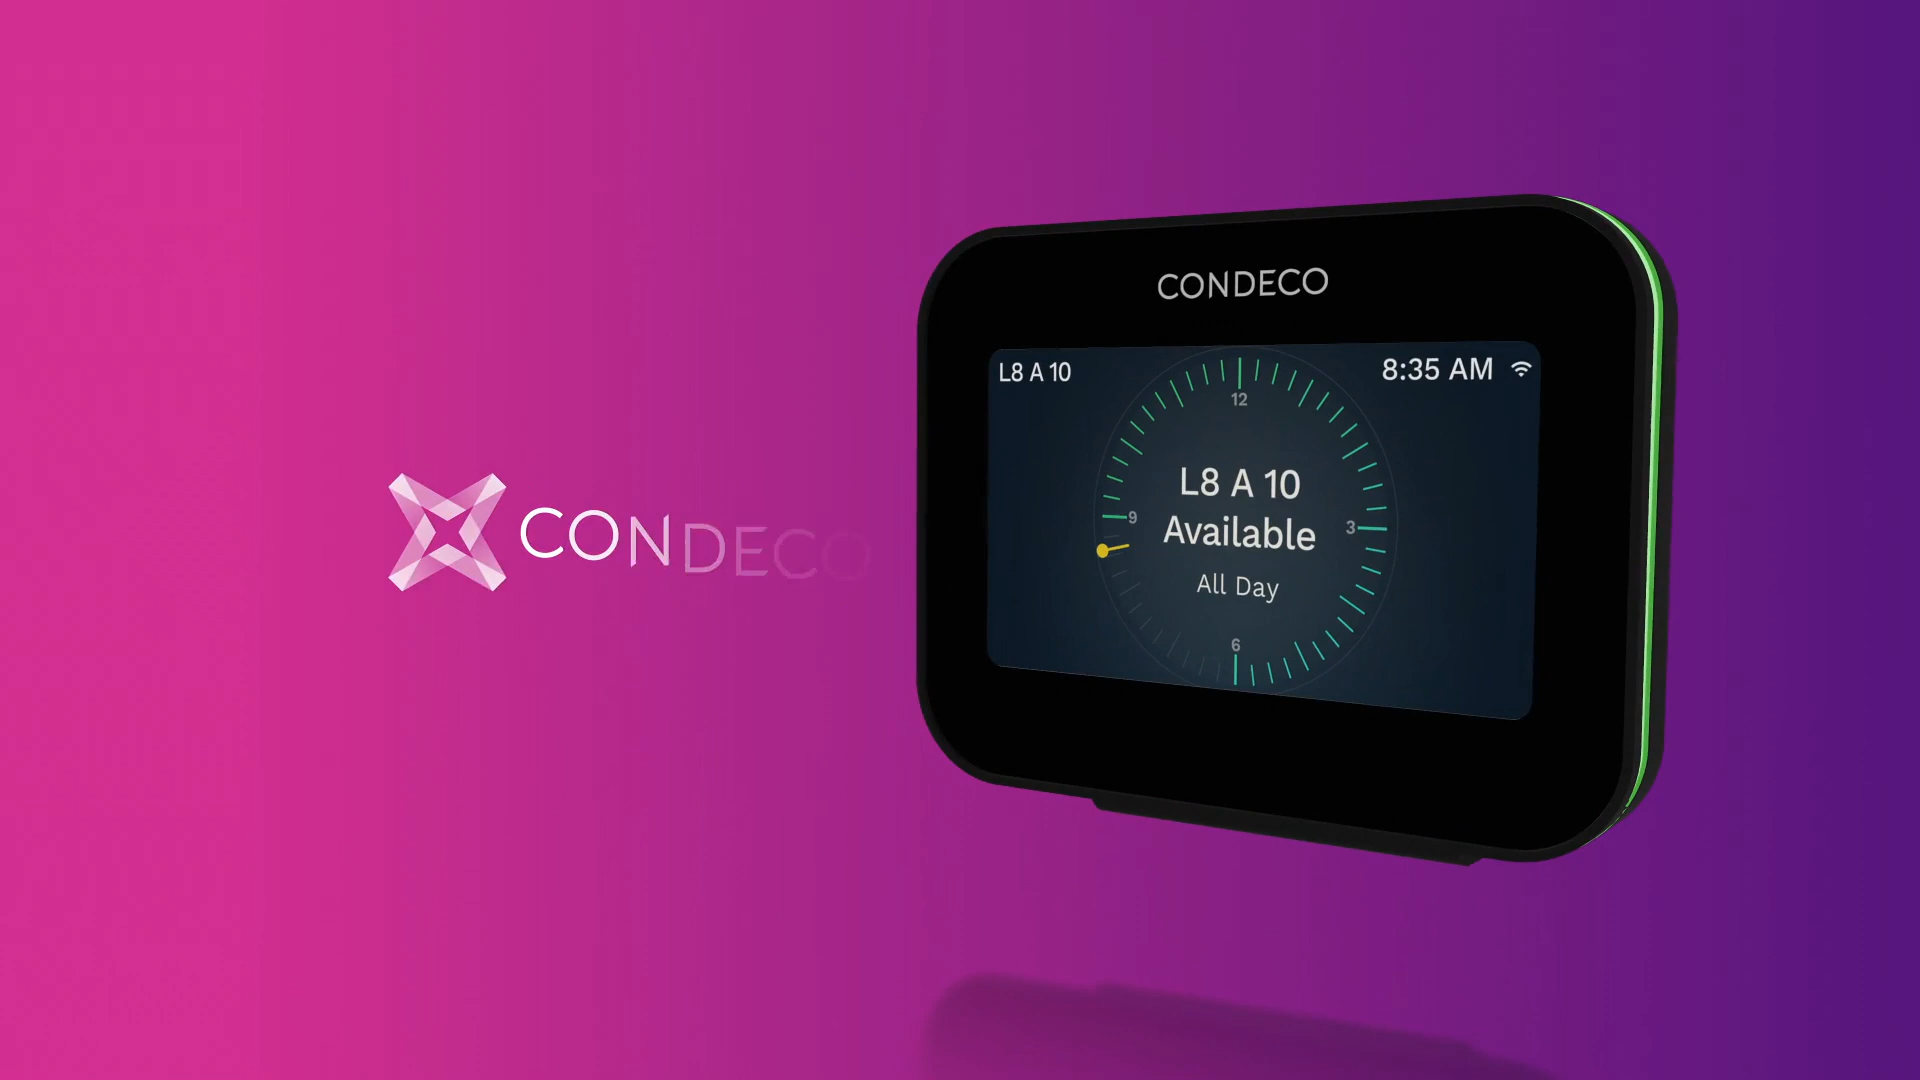 CONDECO
CONDECO
L8 A 10
8:35 AM
12
L8 A 10
9
3
Available
All Day
6